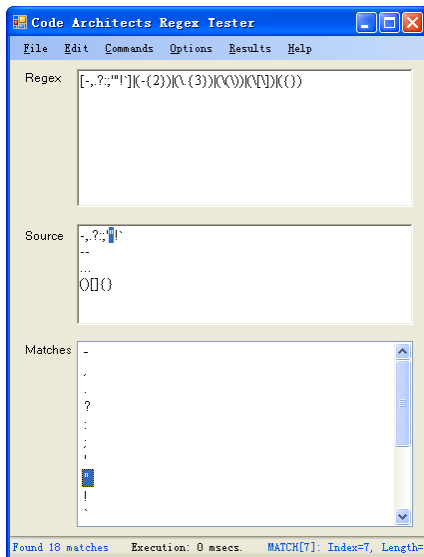 Code Architects Regex Tester
File Edit Commands Options Results Help
Regex
[-,.?:;'"!`]|(-{2})|(\.{3})|(\(\))|(\[\])|({})
Source
-,.?:;'"!`
--
...
()[]{}
Matches
-
,
.
?
:
;
'
"
!
`
Found 18 matches Execution: 0 msecs. MATCH[7]: Index=7, Length=